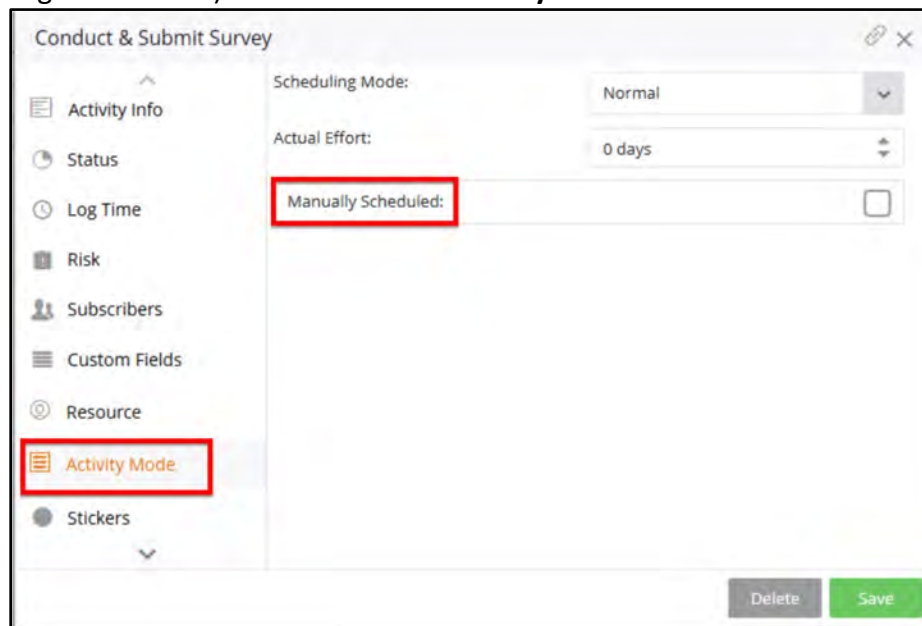 Conduct & Submit Survey
Activity Info
Status
Log Time
Risk
Subscribers
Custom Fields
Resource
Activity Mode
Stickers
Scheduling Mode:
Normal
Actual Effort:
0 days
Manually Scheduled:
Delete
Save